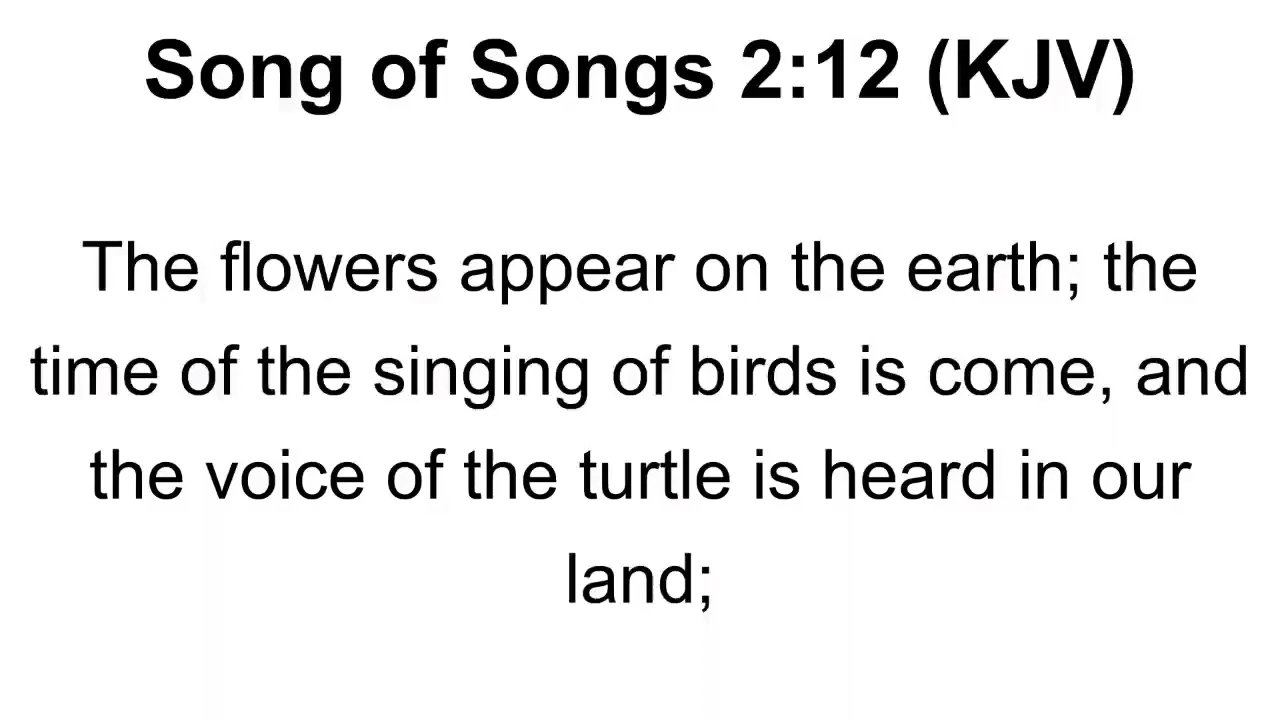 Song of Songs 2:12 (KJV)
The flowers appear on the earth; the
time of the singing of birds is come, and
the voice of the turtle is heard in our
land;